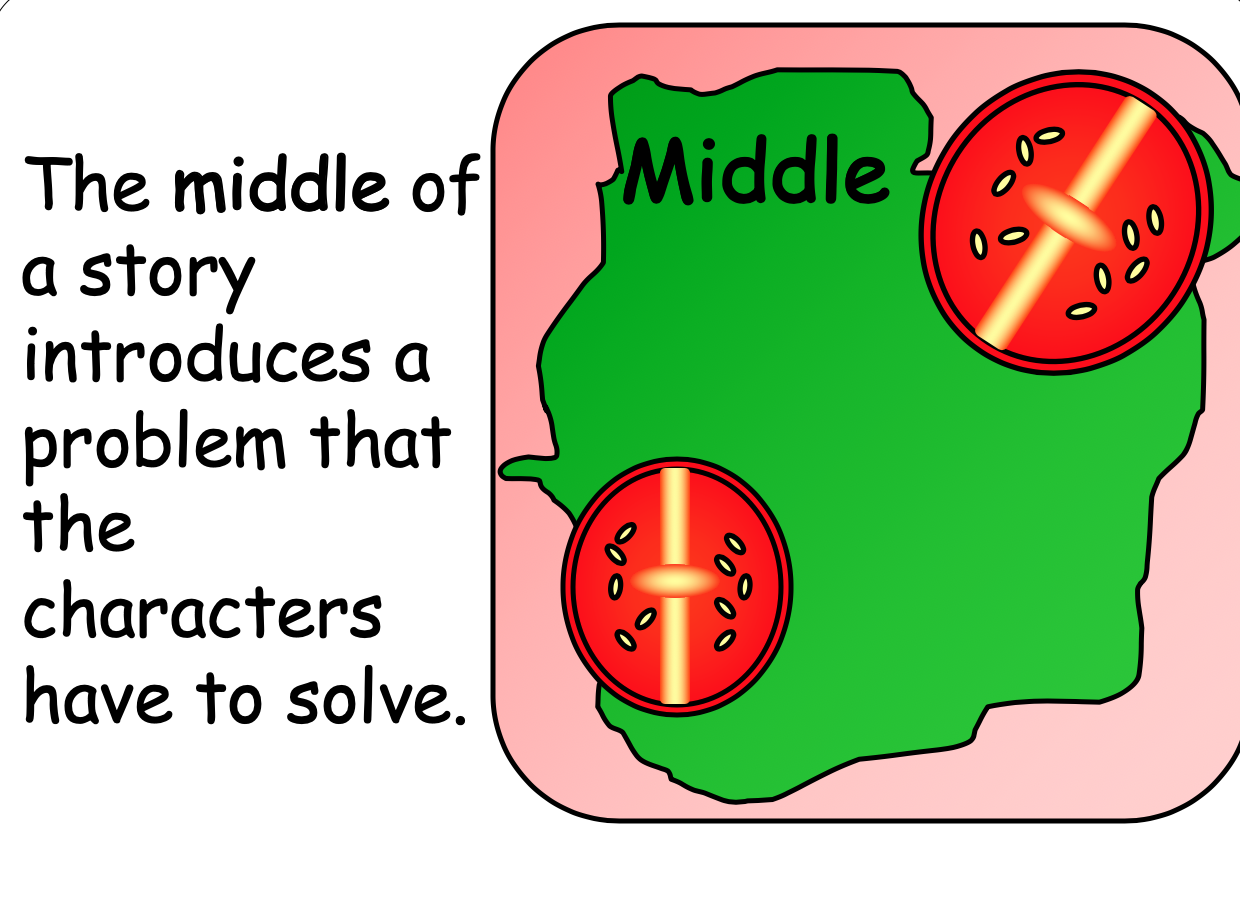 The middle of
a story
introduces a
problem that
the
characters
have to solve.
Middle